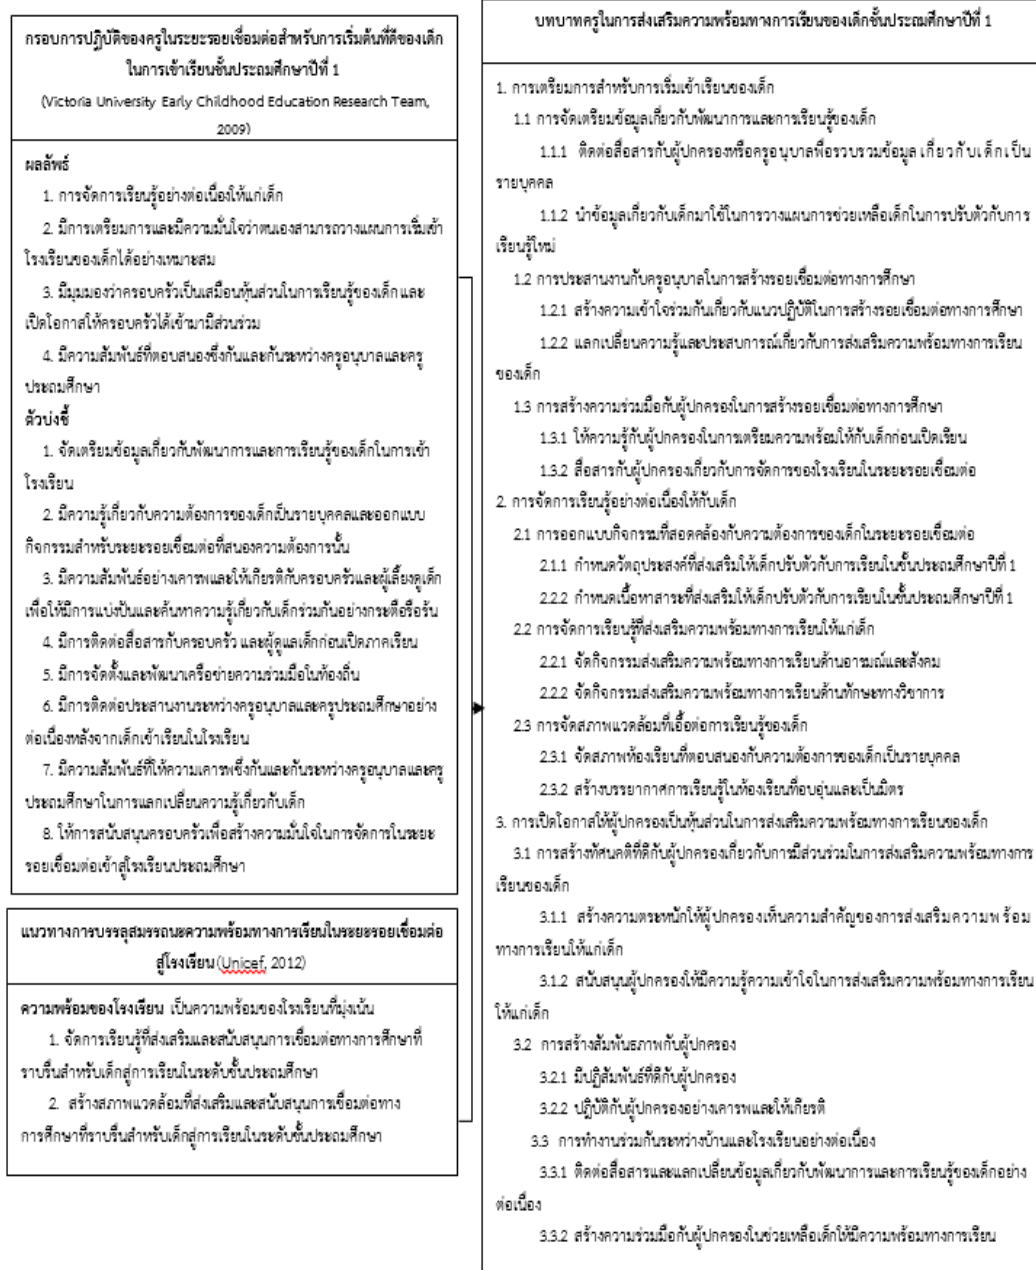 กรอบการปฏิบัติของครูในระยะรอยเชื่อมต่อสำหรับการเริ่มต้นที่ดีของเด็ก
ในการเข้าเรียนชั้นประถมศึกษาปีที่ 1
(Victoria University Early Childhood Education Research Team,
2009)
ผลลัพธ์
1. การจัดการเรียนรู้อย่างต่อเนื่องให้แก่เด็ก
2. มีการเตรียมการและมีความมั่นใจว่าตนเองสามารถวางแผนการเริ่มเข้า
โรงเรียนของเด็กได้อย่างเหมาะสม
3. มีมุมมองว่าครอบครัวเป็นเสมือนหุ้นส่วนในการเรียนรู้ของเด็ก และ
เปิดโอกาสให้ครอบครัวได้เข้ามามีส่วนร่วม
4. มีความสัมพันธ์ที่ตอบสนองซึ่งกันและกันระหว่างครูอนุบาลและครู
ประถมศึกษา
ตัวบ่งชี้
1. จัดเตรียมข้อมูลเกี่ยวกับพัฒนาการและการเรียนรู้ของเด็กในการเข้า
โรงเรียน
2. มีความรู้เกี่ยวกับความต้องการของเด็กเป็นรายบุคคลและออกแบบ
กิจกรรมสำหรับระยะรอยเชื่อมต่อที่สนองความต้องการนั้น
3. มีความสัมพันธ์อย่างเคารพและให้เกียรติกับครอบครัวและผู้เลี้ยงดูเด็ก
เพื่อให้มีการแบ่งปันและค้นหาความรู้เกี่ยวกับเด็กร่วมกันอย่างกระตือรือร้น
4. มีการติดต่อสื่อสารกับครอบครัว และผู้ดูแลเด็กก่อนเปิดภาคเรียน
5. มีการจัดตั้งและพัฒนาเครือข่ายความร่วมมือในท้องถิ่น
6. มีการติดต่อประสานงานระหว่างครูอนุบาลและครูประถมศึกษาอย่าง
ต่อเนื่องหลังจากเด็กเข้าเรียนในโรงเรียน
7. มีความสัมพันธ์ที่ให้ความเคารพซึ่งกันและกันระหว่างครูอนุบาลและครู
ประถมศึกษาในการแลกเปลี่ยนความรู้เกี่ยวกับเด็ก
8. ให้การสนับสนุนครอบครัวเพื่อสร้างความมั่นใจในการจัดการในระยะ
รอยเชื่อมต่อเข้าสู่โรงเรียนประถมศึกษา
แนวทางการบรรลุสมรรถนะความพร้อมทางการเรียนในระยะรอยเชื่อมต่อ
สู่โรงเรียน (Unicef, 2012)
ความพร้อมของโรงเรียน เป็นความพร้อมของโรงเรียนที่มุ่งเน้น
1. จัดการเรียนรู้ที่ส่งเสริมและสนับสนุนการเชื่อมต่อทางการศึกษาที่
ราบรื่นสำหรับเด็กสู่การเรียนในระดับชั้นประถมศึกษา
2. สร้างสภาพแวดล้อมที่ส่งเสริมและสนับสนุนการเชื่อมต่อทาง
การศึกษาที่ราบรื่นสำหรับเด็กสู่การเรียนในระดับชั้นประถมศึกษา
บทบาทครูในการส่งเสริมความพร้อมทางการเรียนของเด็กชั้นประถมศึกษาปีที่ 1
1. การเตรียมการสำหรับการเริ่มเข้าเรียนของเด็ก
1.1 การจัดเตรียมข้อมูลเกี่ยวกับพัฒนาการและการเรียนรู้ของเด็ก
1.1.1 ติดต่อสื่อสารกับผู้ปกครองหรือครูอนุบาลพื่อรวบรวมข้อมูล เกี่ยวกับเด็กเป็น
รายบุคคล
1.1.2 นำข้อมูลเกี่ยวกับเด็กมาใช้ในการวางแผนการช่วยเหลือเด็กในการปรับตัวกับการ
เรียนรู้ใหม่
1.2 การประสานงานกับครูอนุบาลในการสร้างรอยเชื่อมต่อทางการศึกษา
1.2.1 สร้างความเข้าใจร่วมกันเกี่ยวกับแนวปฏิบัติในการสร้างรอยเชื่อมต่อทางการศึกษา
1.2.2 แลกเปลี่ยนความรู้และประสบการณ์เกี่ยวกับการส่งเสริมความพร้อมทางการเรียน
ของเด็ก
1.3 การสร้างความร่วมมือกับผู้ปกครองในการสร้างรอยเชื่อมต่อทางการศึกษา
1.3.1 ให้ความรู้กับผู้ปกครองในการเตรียมความพร้อมให้กับเด็กก่อนเปิดเรียน
1.3.2 สื่อสารกับผู้ปกครองเกี่ยวกับการจัดการของโรงเรียนในระยะรอยเชื่อมต่อ
2. การจัดการเรียนรู้อย่างต่อเนื่องให้กับเด็ก
2.1 การออกแบบกิจกรรมที่สอดคล้องกับความต้องการของเด็กในระยะรอยเชื่อมต่อ
2.1.1 กำหนดวัตถุประสงค์ที่ส่งเสริมให้เด็กปรับตัวกับการเรียนในชั้นประถมศึกษาปีที่ 1
2.2.2 กำหนดเนื้อหาสาระที่ส่งเสริมให้เด็กปรับตัวกับการเรียนในชั้นประถมศึกษาปีที่ 1
2.2 การจัดการเรียนรู้ที่ส่งเสริมความพร้อมทางการเรียนให้แก่เด็ก
2.2.1 จัดกิจกรรมส่งเสริมความพร้อมทางการเรียนด้านอารมณ์และสังคม
2.2.2 จัดกิจกรรมส่งเสริมความพร้อมทางการเรียนด้านทักษะทางวิชาการ
2.3 การจัดสภาพแวดล้อมที่เอื้อต่อการเรียนรู้ของเด็ก
2.3.1 จัดสภาพห้องเรียนที่ตอบสนองกับความต้องการของเด็กเป็นรายบุคคล
2.3.2 สร้างบรรยากาศการเรียนรู้ในห้องเรียนที่อบอุ่นและเป็นมิตร
3. การเปิดโอกาสให้ผู้ปกครองเป็นหุ้นส่วนในการส่งเสริมความพร้อมทางการเรียนของเด็ก
3.1 การสร้างทัศนคติที่ดีกับผู้ปกครองเกี่ยวกับการมีส่วนร่วมในการส่งเสริมความพร้อมทางการ
เรียนของเด็ก
3.1.1 สร้างความตระหนักให้ผู้ปกครองเห็นความสำคัญของการส่งเสริมความพร้อม
ทางการเรียนให้แก่เด็ก
3.1.2 สนับสนุนผู้ปกครองให้มีความรู้ความเข้าใจในการส่งเสริมความพร้อมทางการเรียน
ให้แก่เด็ก
3.2 การสร้างสัมพันธภาพกับผู้ปกครอง
3.2.1 มีปฏิสัมพันธ์ที่ดีกับผู้ปกครอง
3.2.2 ปฏิบัติกับผู้ปกครองอย่างเคารพและให้เกียรติ
3.3 การทำงานร่วมกันระหว่างบ้านและโรงเรียนอย่างต่อเนื่อง
3.3.1 ติดต่อสื่อสารและแลกเปลี่ยนข้อมูลเกี่ยวกับพัฒนาการและการเรียนรู้ของเด็กอย่าง
ต่อเนื่อง
3.3.2 สร้างความร่วมมือกับผู้ปกครองในช่วยเหลือเด็กให้มีความพร้อมทางการเรียน